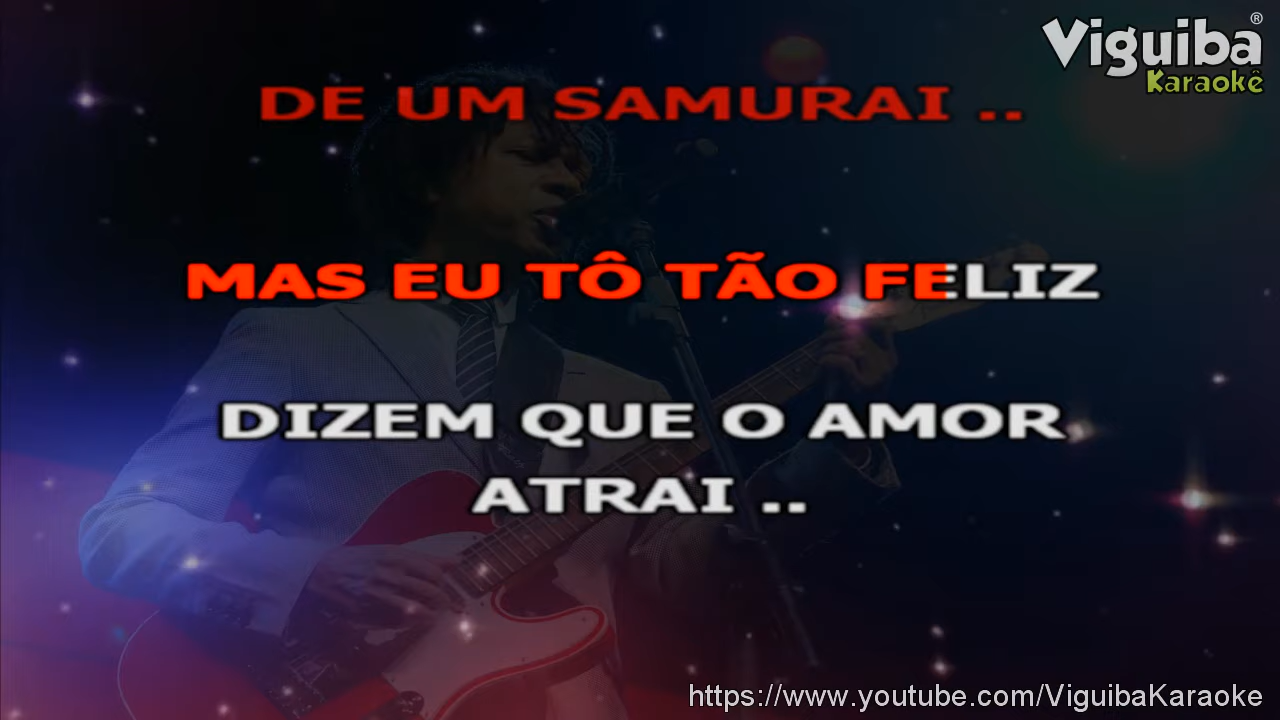 Viguiba®
Karaokê
DE UM SAMURAI ..
MAS EU TÔ TÃO FELIZ
DIZEM QUE O AMOR
ATRAI ..
https://www.youtube.com/ViguibaKaraoke